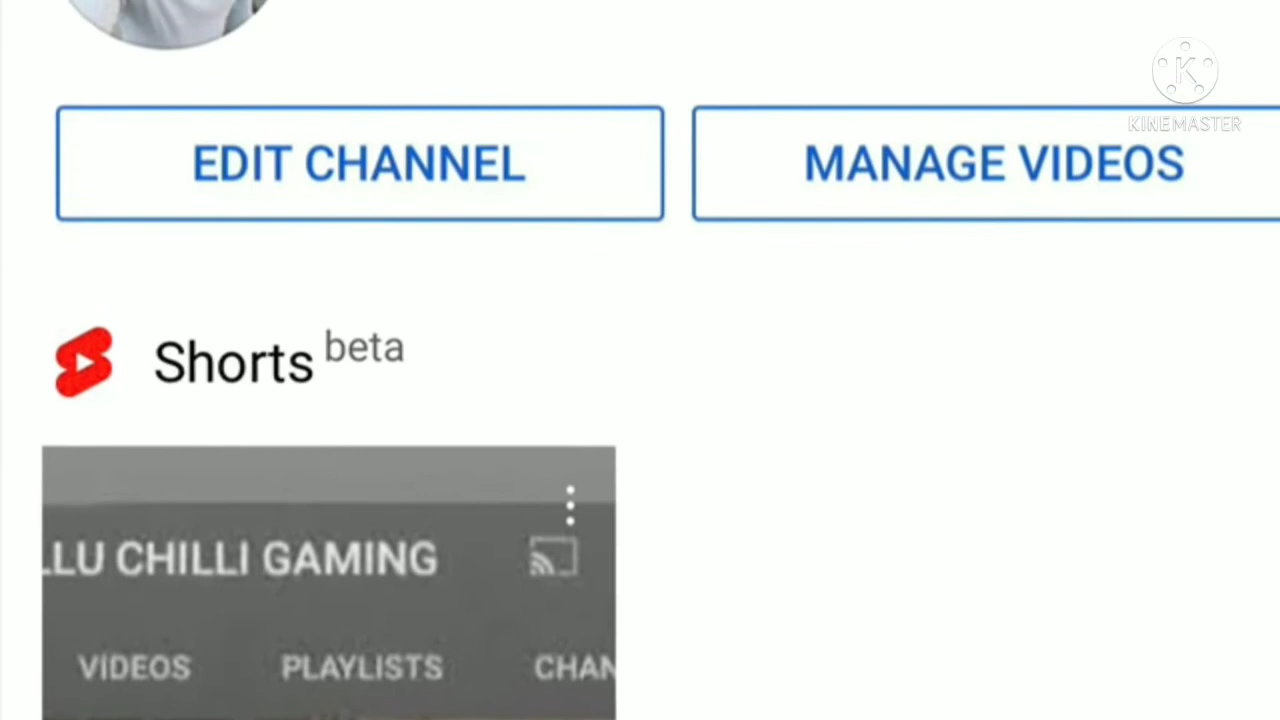 KINEMASTER
EDIT CHANNEL MANAGE VIDEOS
Shorts beta
LLU CHILLI GAMING
VIDEOS PLAYLISTS CHAN